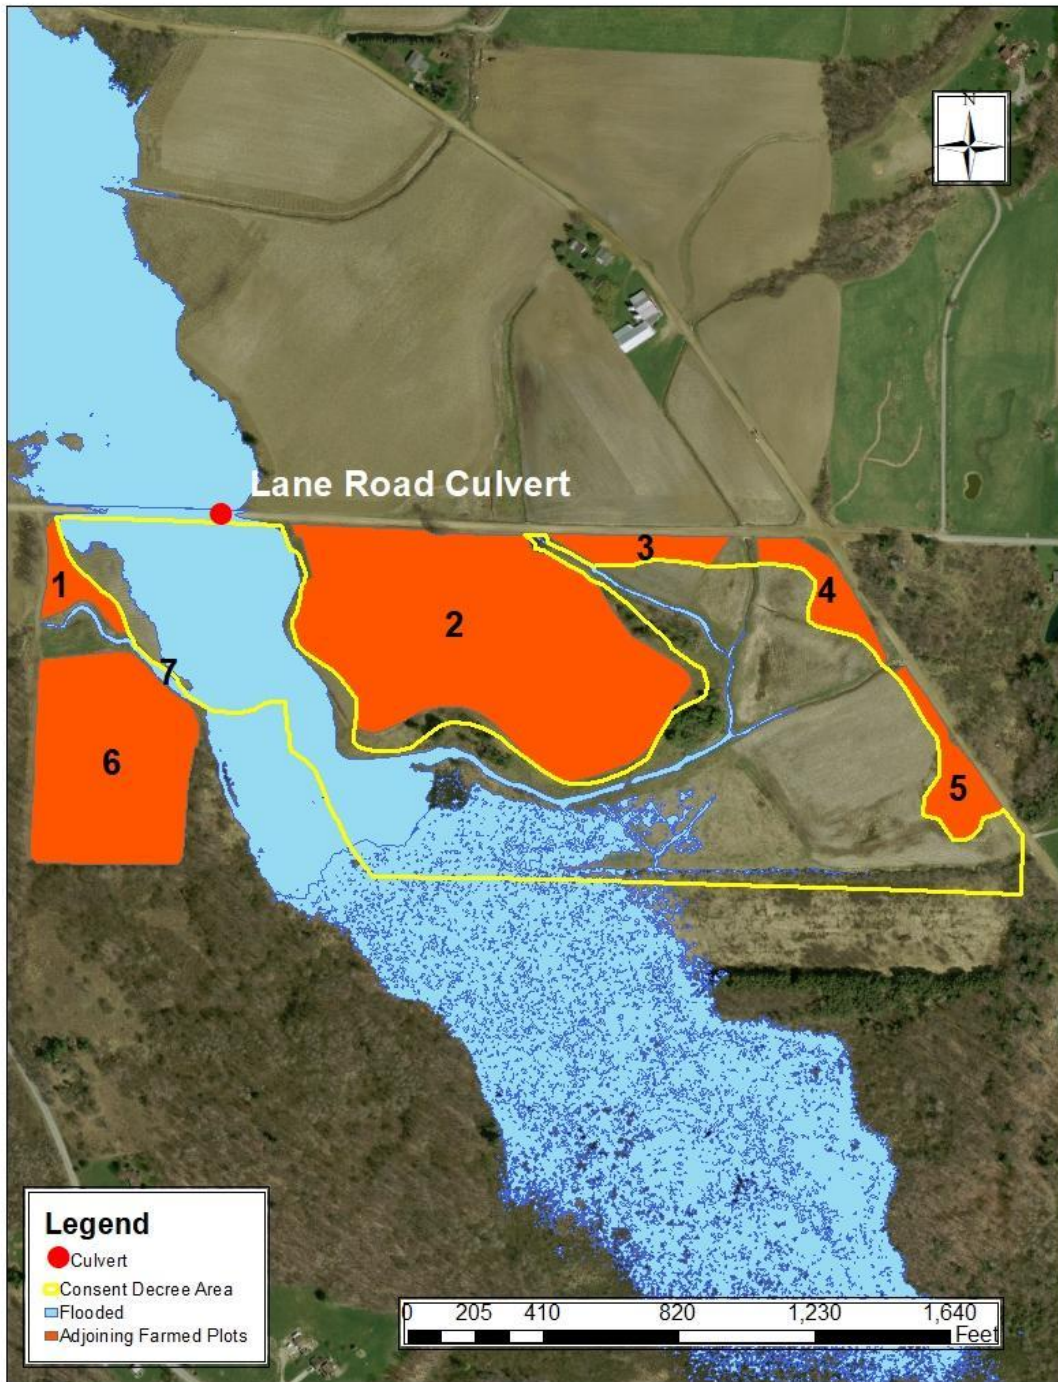 N
Lane Road Culvert
1
2
3
4
7
6
5
Legend
Culvert
Consent Decree Area
Flooded
Adjoining Farmed Plots
0 205 410 820 1,230 1,640
Feet